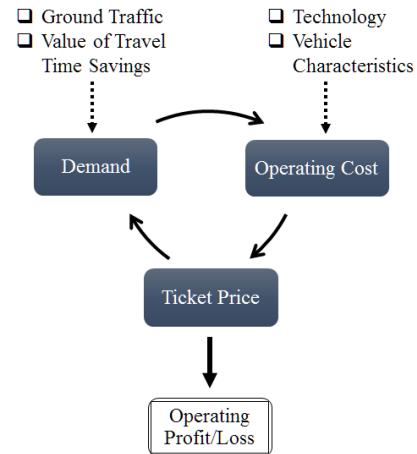 Ground Traffic
Value of Travel
Time Savings
Technology
Vehicle
Characteristics
Demand
Operating Cost
Ticket Price
Operating
Profit/Loss